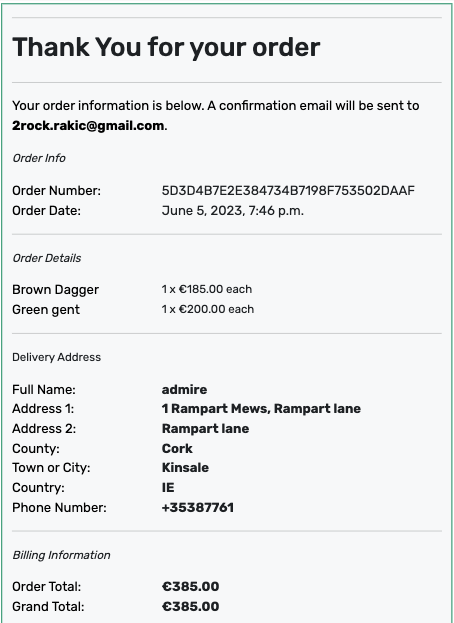 Thank You for your order
Your order information is below. A confirmation email will be sent to
2rock.rakic@gmail.com.
Order Info
Order Number: 5D3D4B7E2E384734B7198F753502DAAF
Order Date: June 5, 2023, 7:46 p.m.
Order Details
Brown Dagger 1 x €185.00 each
Green gent 1 x €200.00 each
Delivery Address
Full Name: admire
Address 1: 1 Rampart Mews, Rampart lane
Address 2: Rampart lane
County: Cork
Town or City: Kinsale
Country: IE
Phone Number: +35387761
Billing Information
Order Total: €385.00
Grand Total: €385.00